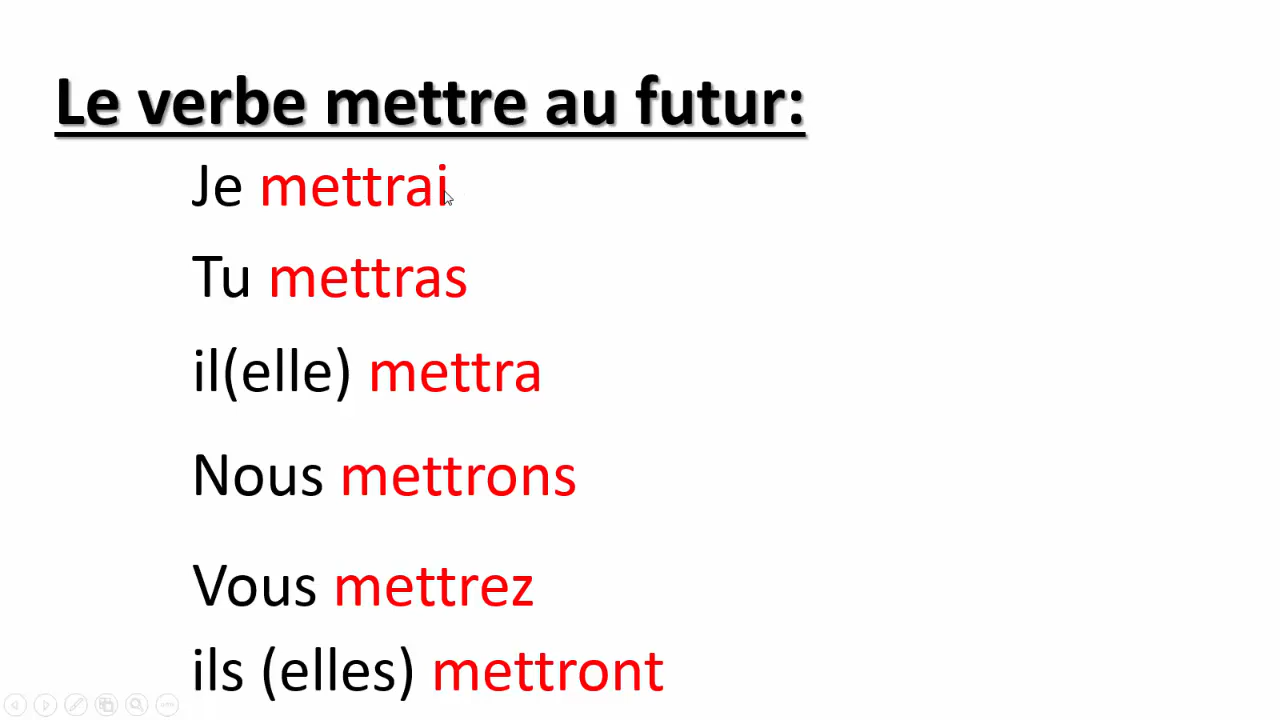 Le verbe mettre au futur:
Je mettrai
Tu mettras
il(elle) mettra
Nous mettrons
Vous mettrez
ils (elles) mettront